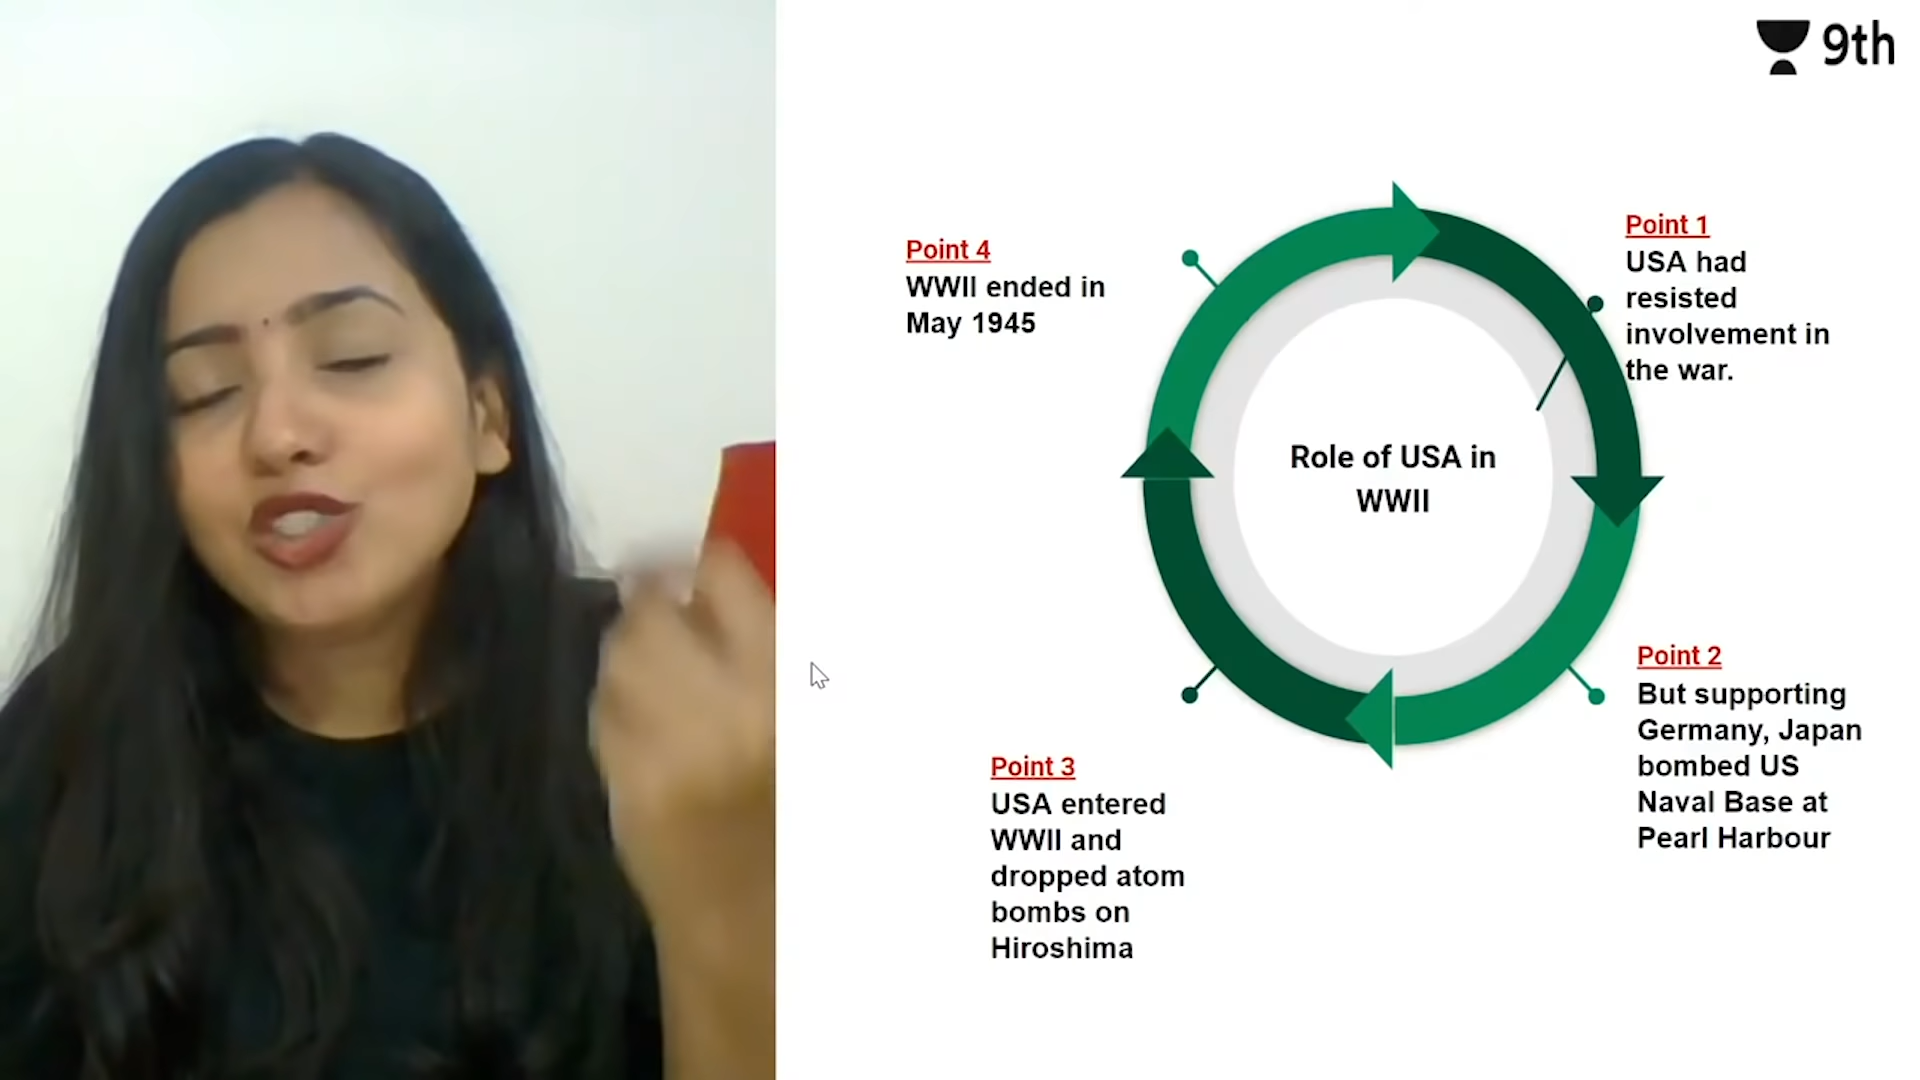 9th
Point 1
USA had
resisted
involvement in
the war.
Point 2
But supporting
Germany, Japan
bombed US
Naval Base at
Pearl Harbour
Point 3
USA entered
WWII and
dropped atom
bombs on
Hiroshima
Point 4
WWII ended in
May 1945
Role of USA in
WWII